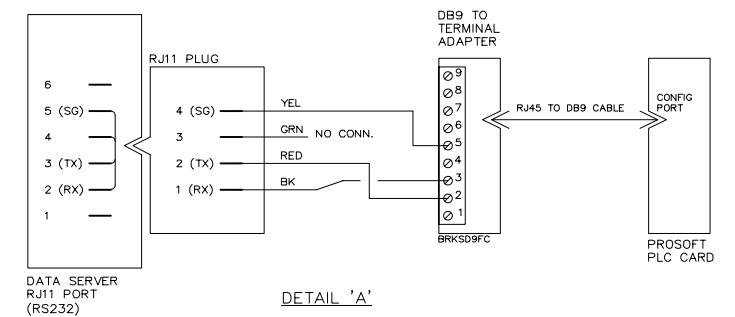 DB9 TO
TERMINAL
ADAPTER
RJ11 PLUG
6
5 (SG)
4
3 (TX)
2 (RX)
1
4 (SG)
3
2 (TX)
1 (RX)
YEL
GRN NO CONN.
RED
BK
9
8
7
6
5
4
3
2
1
BRKSD9FC
RJ45 TO DB9 CABLE
CONFIG
PORT
PROSOFT
PLC CARD
DATA SERVER
RJ11 PORT
(RS232)
DETAIL 'A'